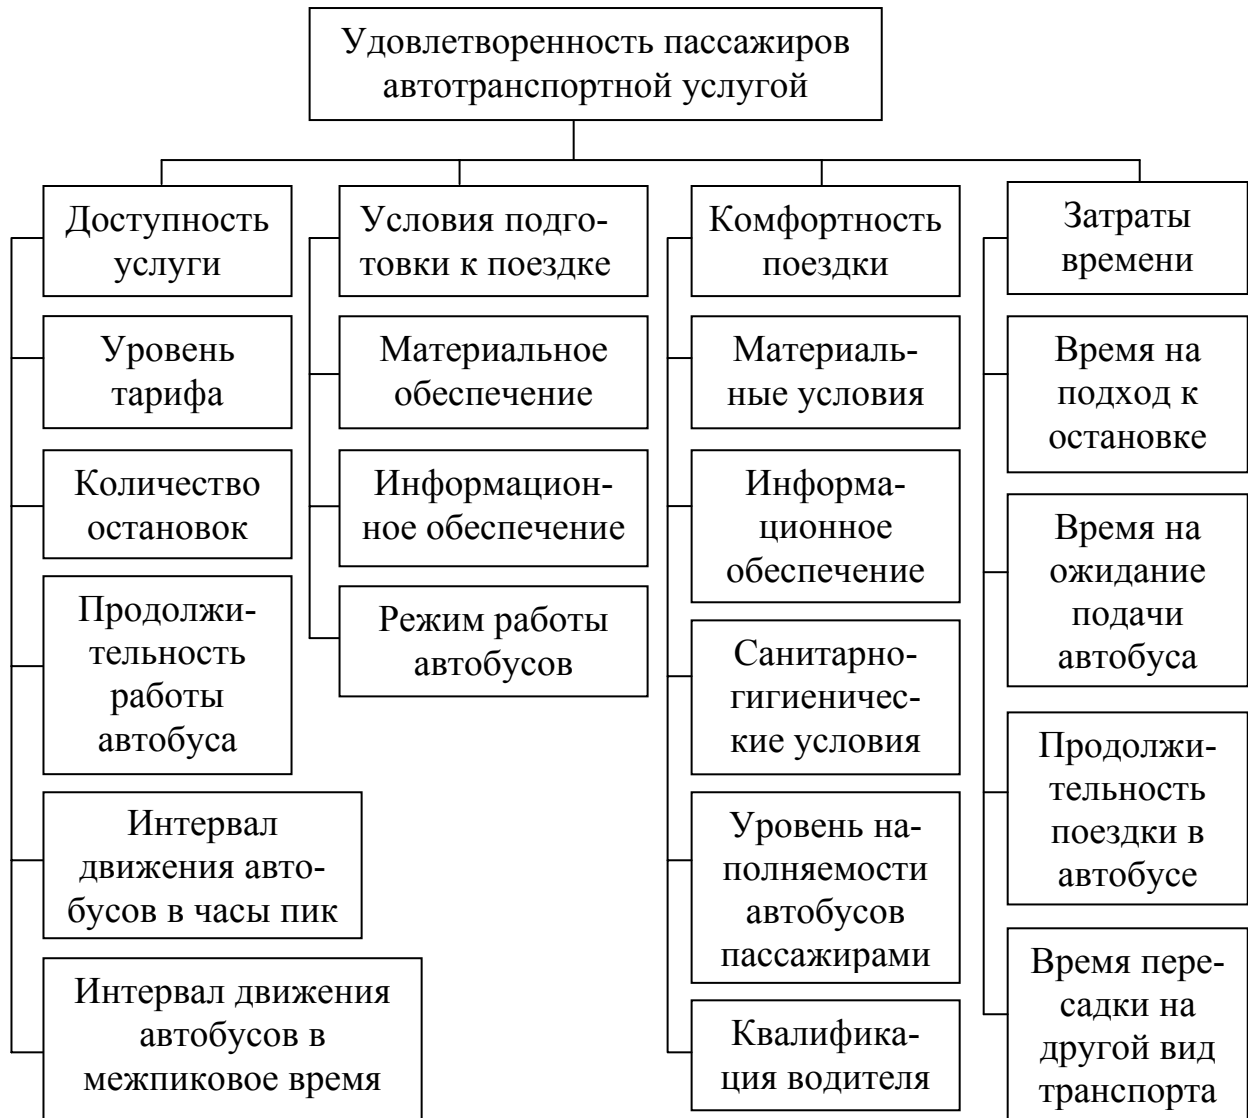 Удовлетворенность пассажиров
автотранспортной услугой
Доступность
услуги
Уровень
тарифа
Количество
остановок
Продолжи-
тельность
работы
автобуса
Интервал
движения авто-
бусов в часы пик
Интервал движения
автобусов в
межпиковое время
Условия подго-
товки к поездке
Материальное
обеспечение
Информацион-
ное обеспечение
Режим работы
автобусов
Комфортность
поездки
Материаль-
ные условия
Информа-
ционное
обеспечение
Санитарно-
гигиеничес-
кие условия
Уровень на-
полняемости
автобусов
пассажирами
Квалифика-
ция водителя
Затраты
времени
Время на
подход к
остановке
Время на
ожидание
подачи
автобуса
Продолжи-
тельность
поездки в
автобусе
Время пере-
садки на
другой вид
транспорта